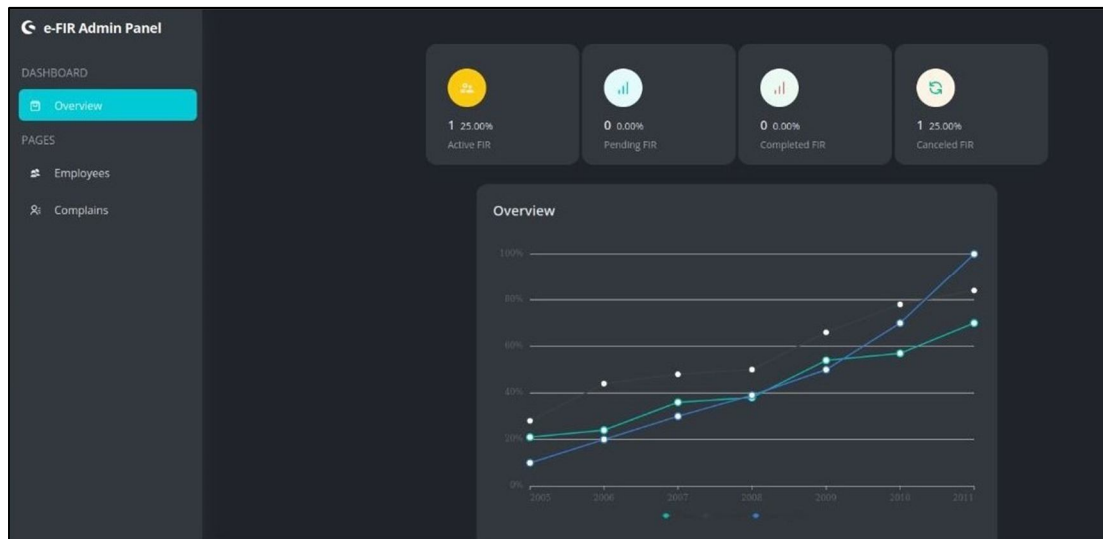 e-FIR Admin Panel
DASHBOARD
Overview
PAGES
Employees
Complains
1 25.00%
Active FIR
0 0.00%
Pending FIR
0 0.00%
Completed FIR
1 25.00%
Canceled FIR
Overview
100%
80%
60%
40%
20%
0%
2005 2006 2007 2008 2009 2010 2011